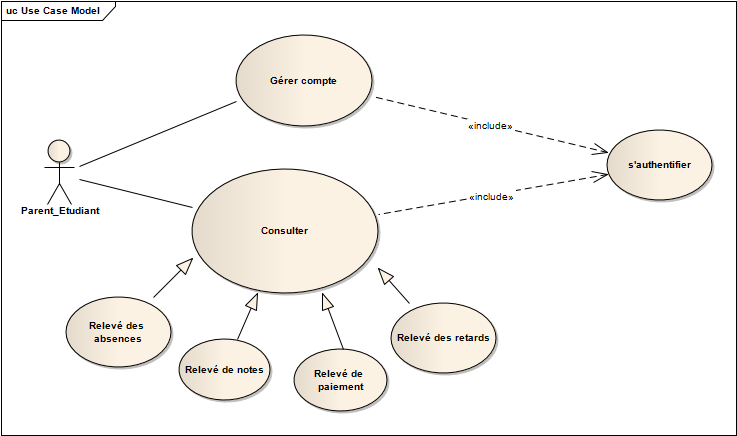 uc Use Case Model
Gérer compte
«include»
s'authentifier
«include»
Parent_Etudiant
Consulter
Relevé des
absences
Relevé de notes
Relevé de
paiement
Relevé des retards